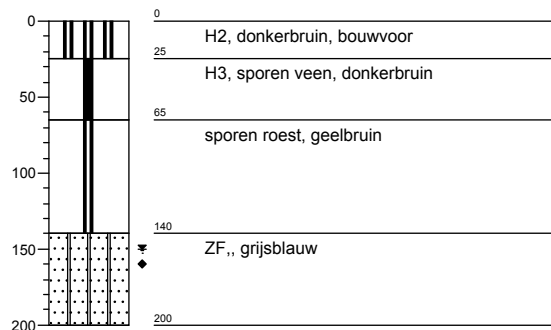 0
0
H2, donkerbruin, bouwvoor
25
H3, sporen veen, donkerbruin
50
65
sporen roest, geelbruin
100
140
150
ZF,, grijsblauw
200
200